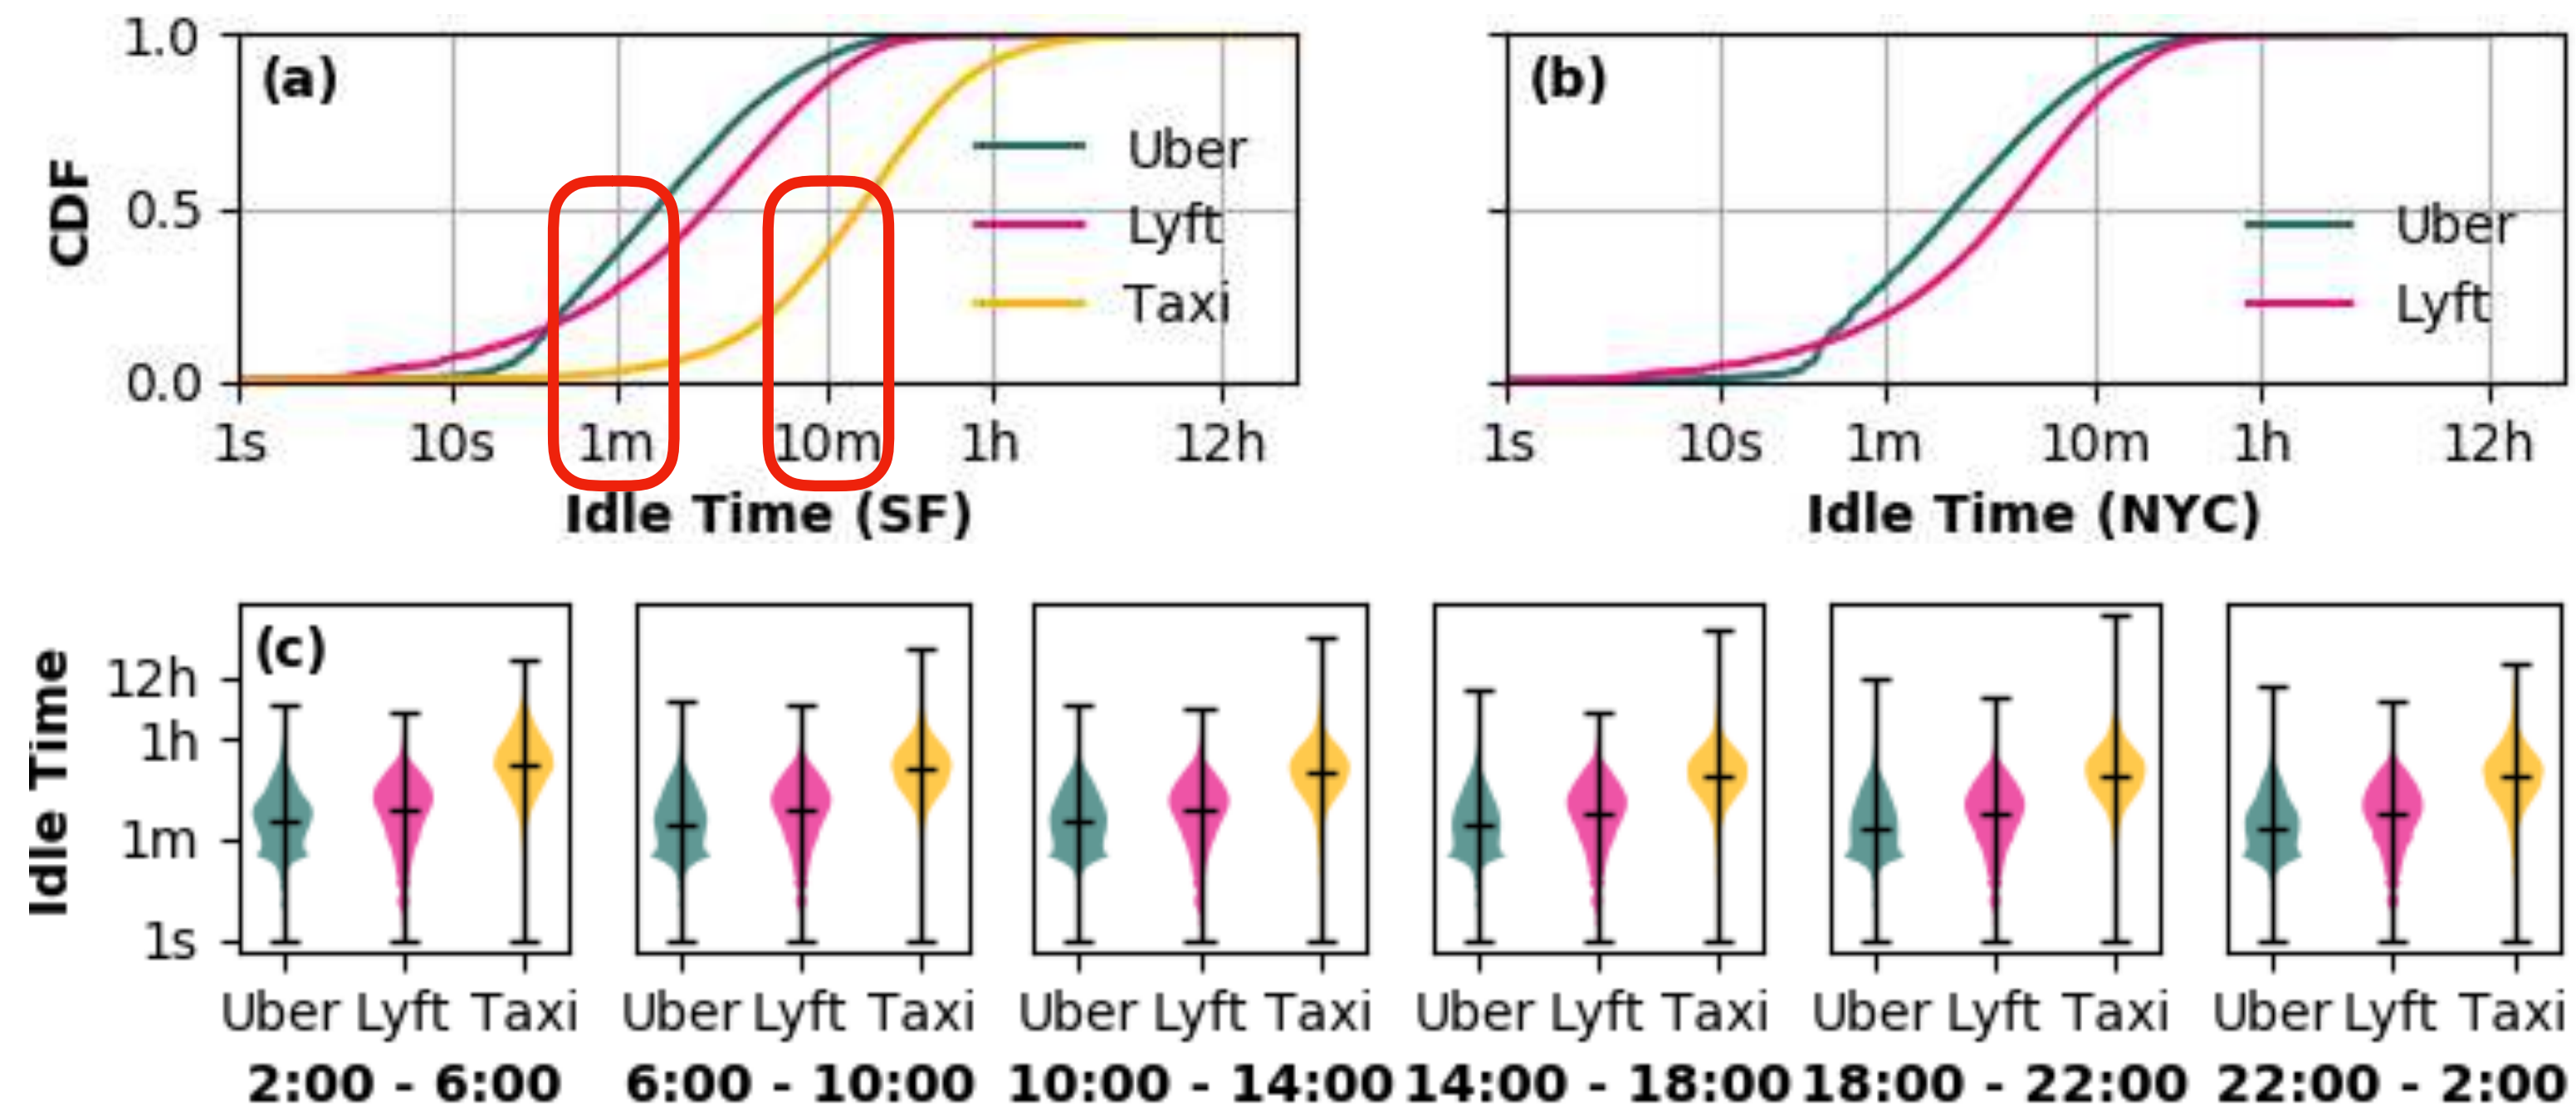 1.0
(a)
(b)
CDF
0.5
0.0
Uber
Lyft
Taxi
Uber
Lyft
1s 10s 1m 10m 1h 12h
1s 10s 1m 10m 1h 12h
Idle Time (SF)
Idle Time (NYC)
Idle Time
(c)
12h
1h
1m
1s
Uber Lyft Taxi Uber Lyft Taxi Uber Lyft Taxi Uber Lyft Taxi Uber Lyft Taxi Uber Lyft Taxi
2:00 - 6:00 6:00 - 10:00 10:00 - 14:00 14:00 - 18:00 18:00 - 22:00 22:00 - 2:00